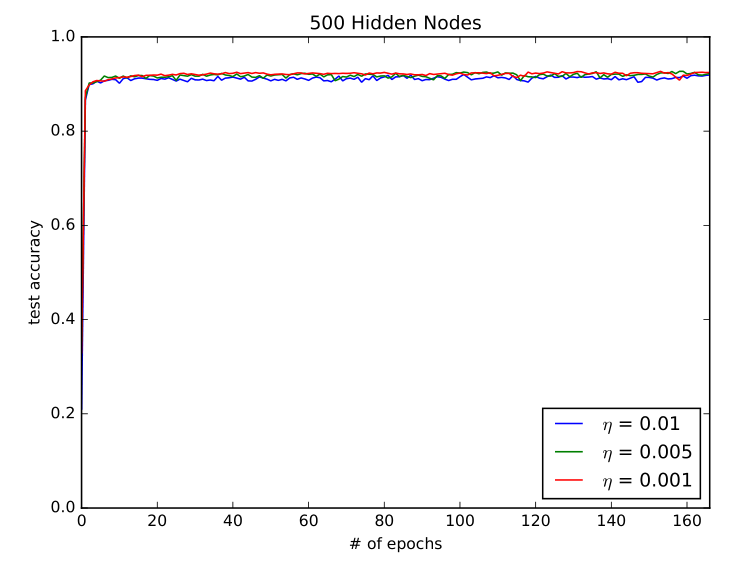 500 Hidden Nodes
1.0
0.8
0.6
0.4
0.2
0.0
test accuracy
0 20 40 60 80 100 120 140 160
# of epochs
η = 0.01
η = 0.005
η = 0.001